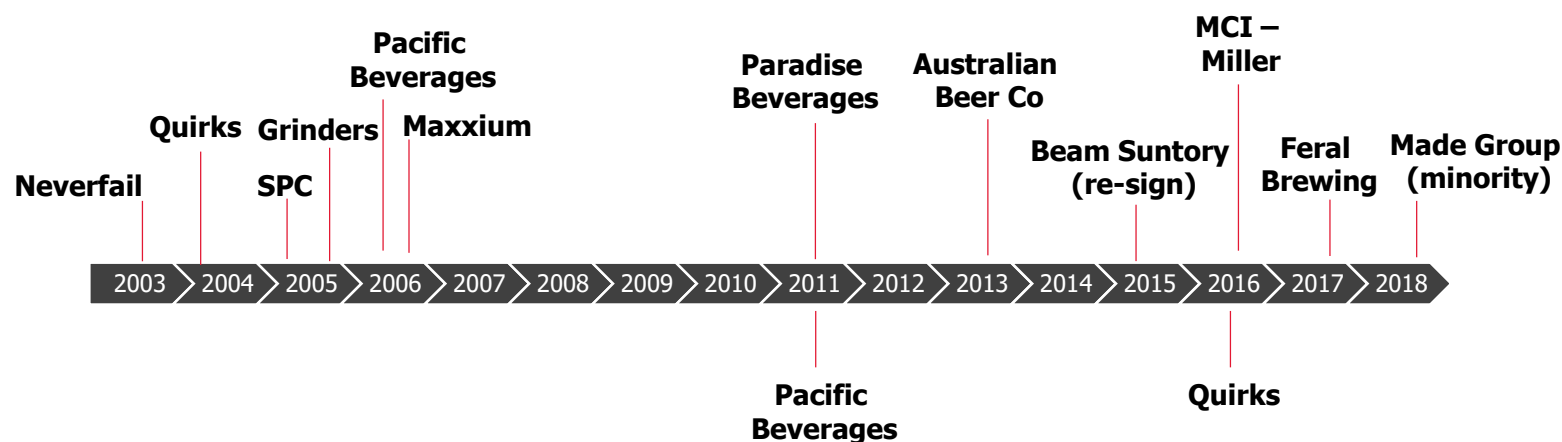 MCI –
Miller
Pacific
Beverages
Paradise
Beverages
Australian
Beer Co
Quirks
Grinders
Maxxium
Beam Suntory
(re-sign)
Feral
Brewing
Made Group
(minority)
Neverfail
SPC
2003
2004
2005
2006
2007
2008
2009
2010
2011
2012
2013
2014
2015
2016
2017
2018
Pacific
Beverages
Quirks